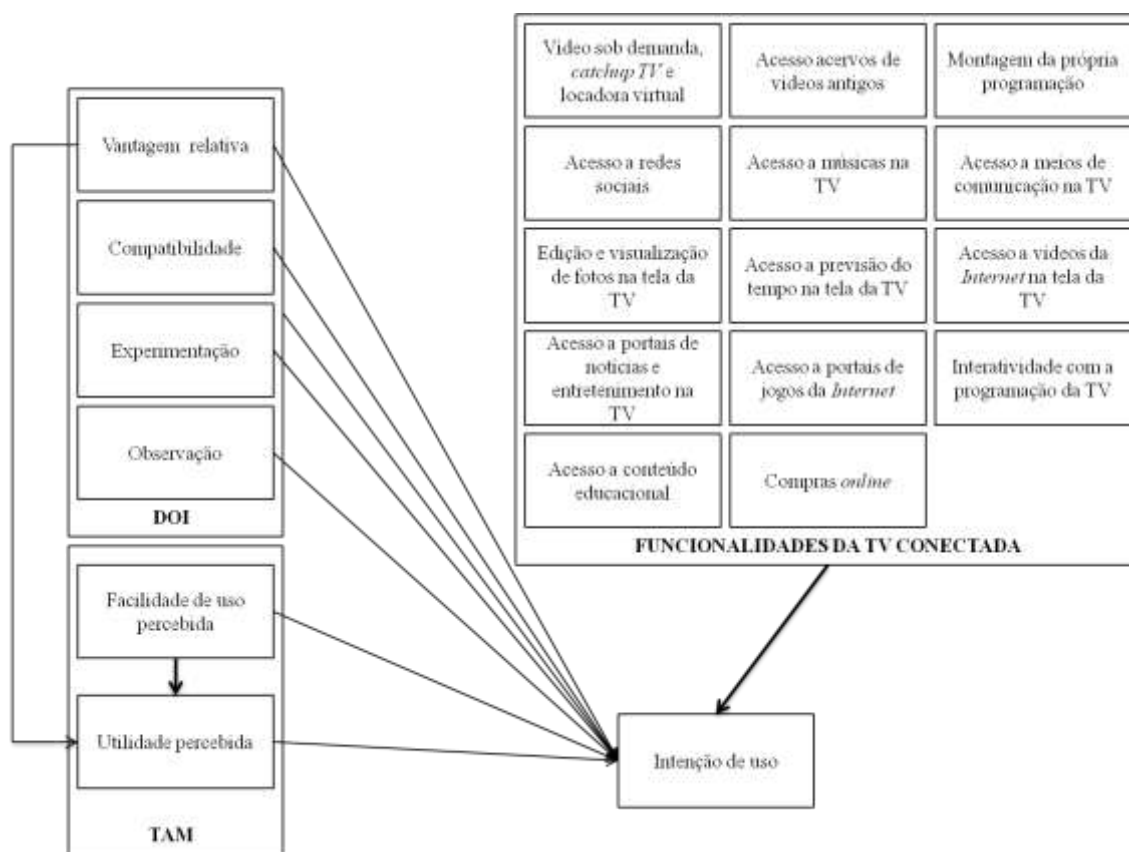 Vantagem relativa
Compatibilidade
Experimentação
Observação
DOI
Facilidade de uso
percebida
Utilidade percebida
TAM
Video sob demanda,
catchup TV e
locadora virtual
Acesso acervos de
videos antigos
Montagem da própria
programação
Acesso a redes
sociais
Acesso a músicas na
TV
Acesso a meios de
comunicação na TV
Edição e visualização
de fotos na tela da
TV
Acesso a previsão do
tempo na tela da TV
Acesso a videos da
Internet na tela da
TV
Acesso a portais de
noticias e
entretenimento na
TV
Acesso a portais de
jogos da Internet
Interatividade com a
programação da TV
Acesso a conteúdo
educacional
Compras online
FUNCIONALIDADES DA TV CONECTADA
Intenção de uso